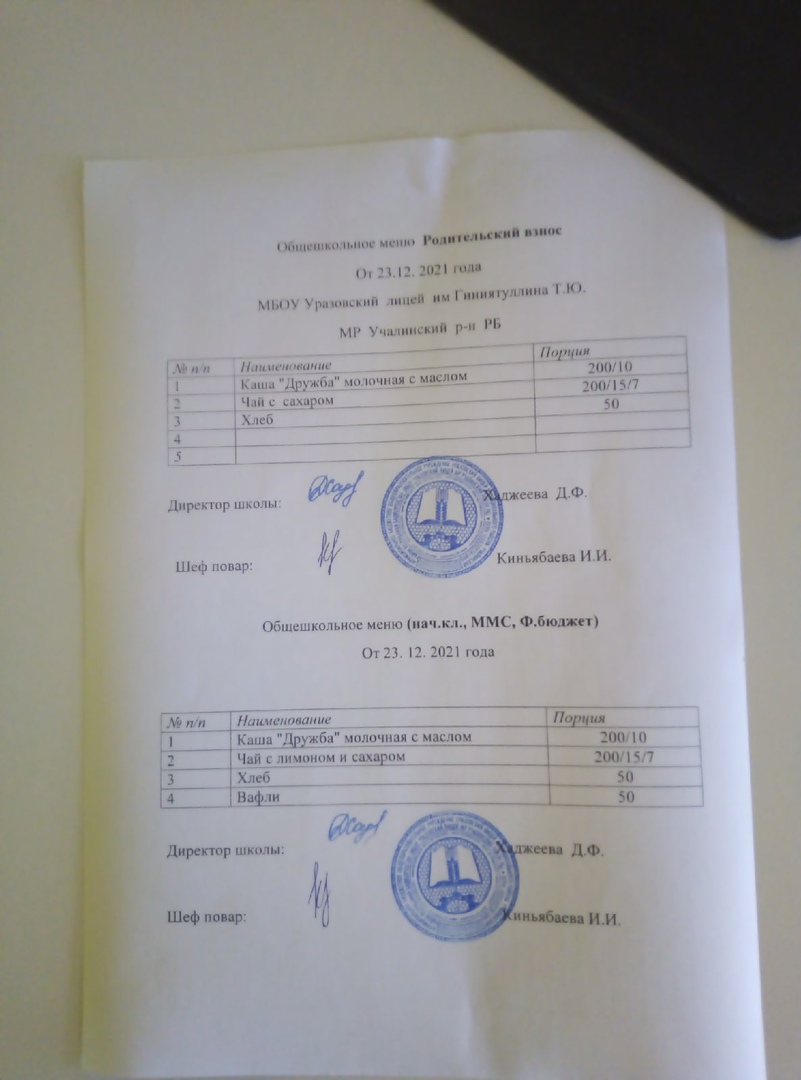 Общешкольное меню Родительский взнос
От 23.12. 2021 года
МБОУ Уразовский лицей им Гиниятуллина Т.Ю.
МР Учалинский р-н РБ
№ п/п Наименование Порция
1 Каша "Дружба" молочная с маслом 200/10
2 Чай с сахаром 200/15/7
3 Хлеб 50
4
5
Директор школы: Хаджеева Д.Ф.
Шеф повар: Киньябаева И.И.
Общешкольное меню (нач.кл., ММС, Ф.бюджет)
От 23. 12. 2021 года
№ п/п Наименование Порция
1 Каша "Дружба" молочная с маслом 200/10
2 Чай с лимоном и сахаром 200/15/7
3 Хлеб 50
4 Вафли 50
Директор школы: Хаджеева Д.Ф.
Шеф повар: Киньябаева И.И.